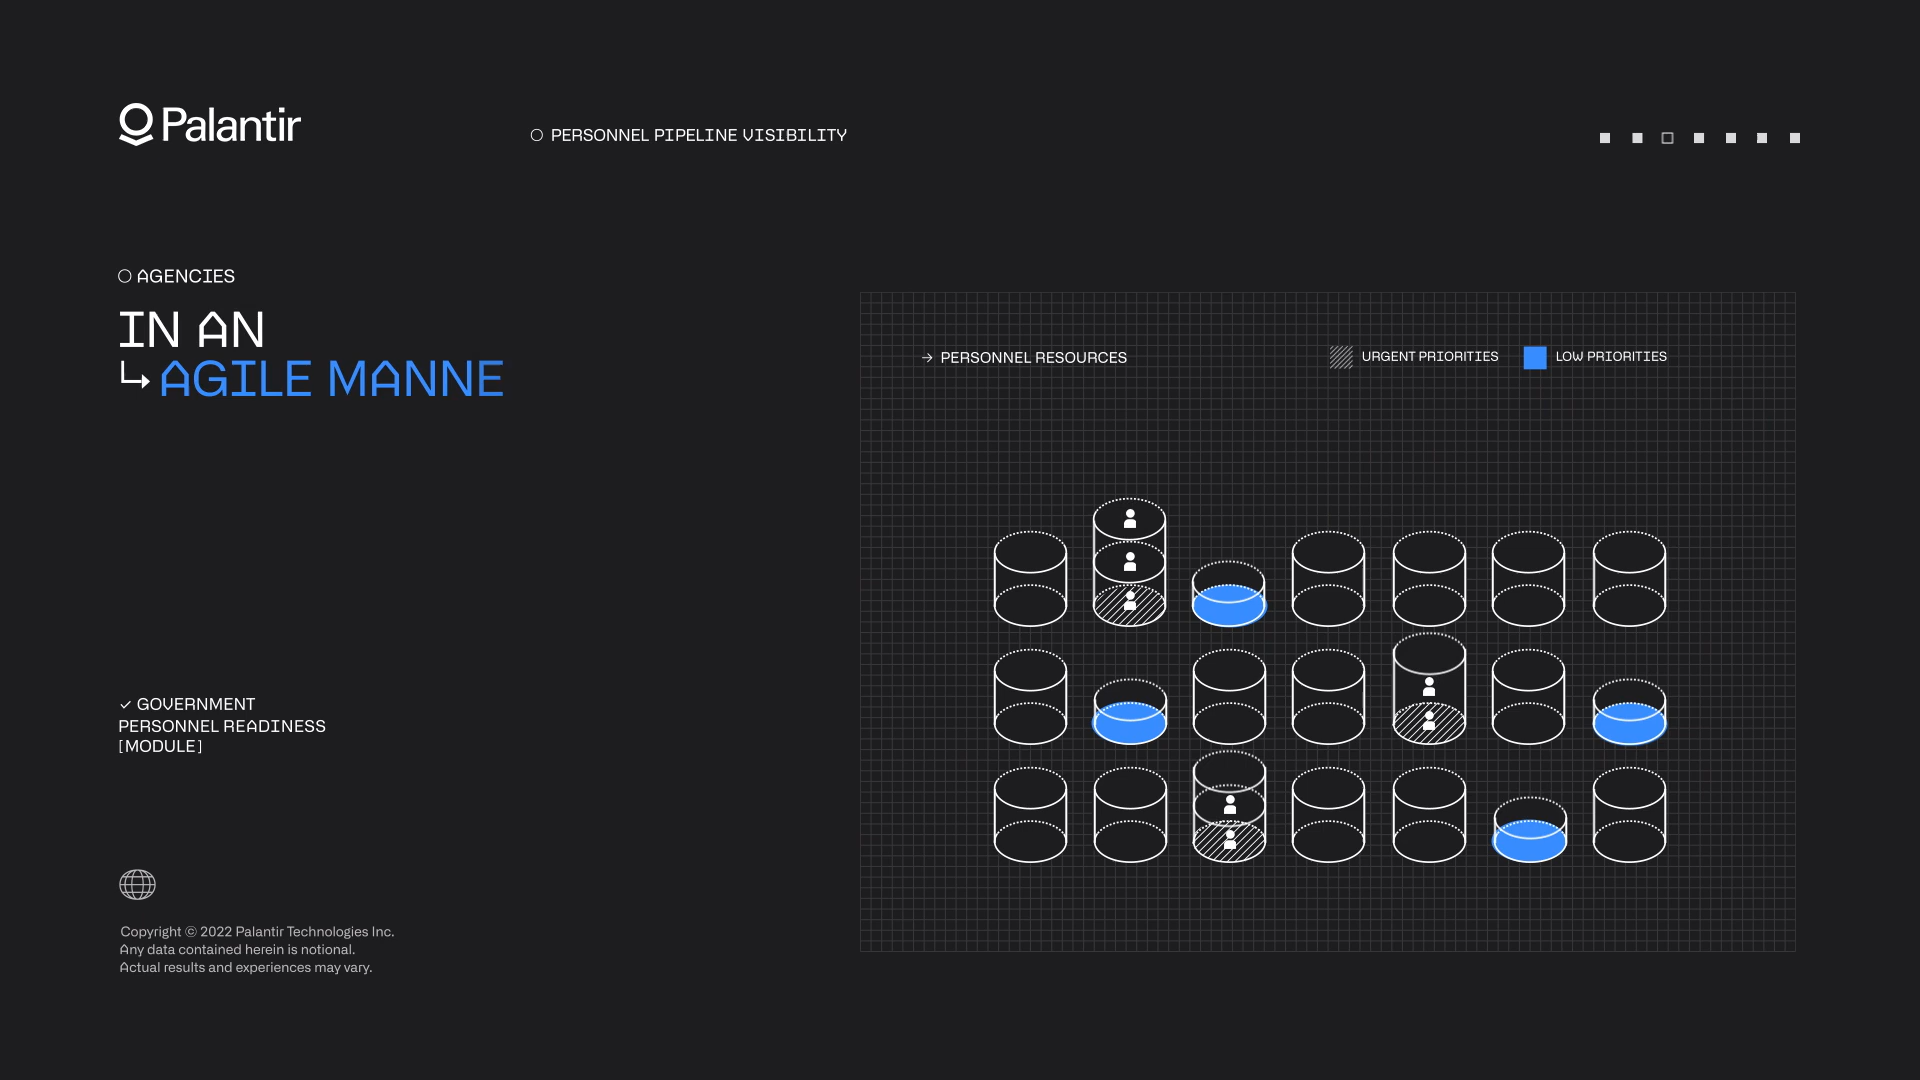 Palantir
PERSONNEL PIPELINE VISIBILITY
AGENCIES
IN AN
AGILE MANNE
PERSONNEL RESOURCES
URGENT PRIORITIES
LOW PRIORITIES
GOVERNMENT
PERSONNEL READINESS
[MODULE]
Copyright © 2022 Palantir Technologies Inc.
Any data contained herein is notional.
Actual results and experiences may vary.